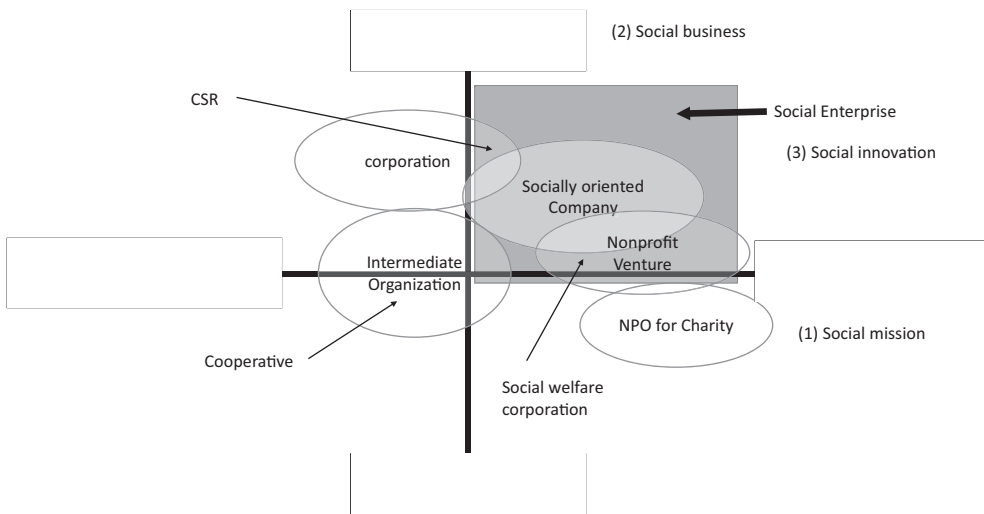 (2) Social business
CSR
Social Enterprise
(3) Social innovation
corporation
Socially oriented
Company
Nonprofit
Venture
Intermediate
Organization
NPO for Charity
(1) Social mission
Cooperative
Social welfare
corporation